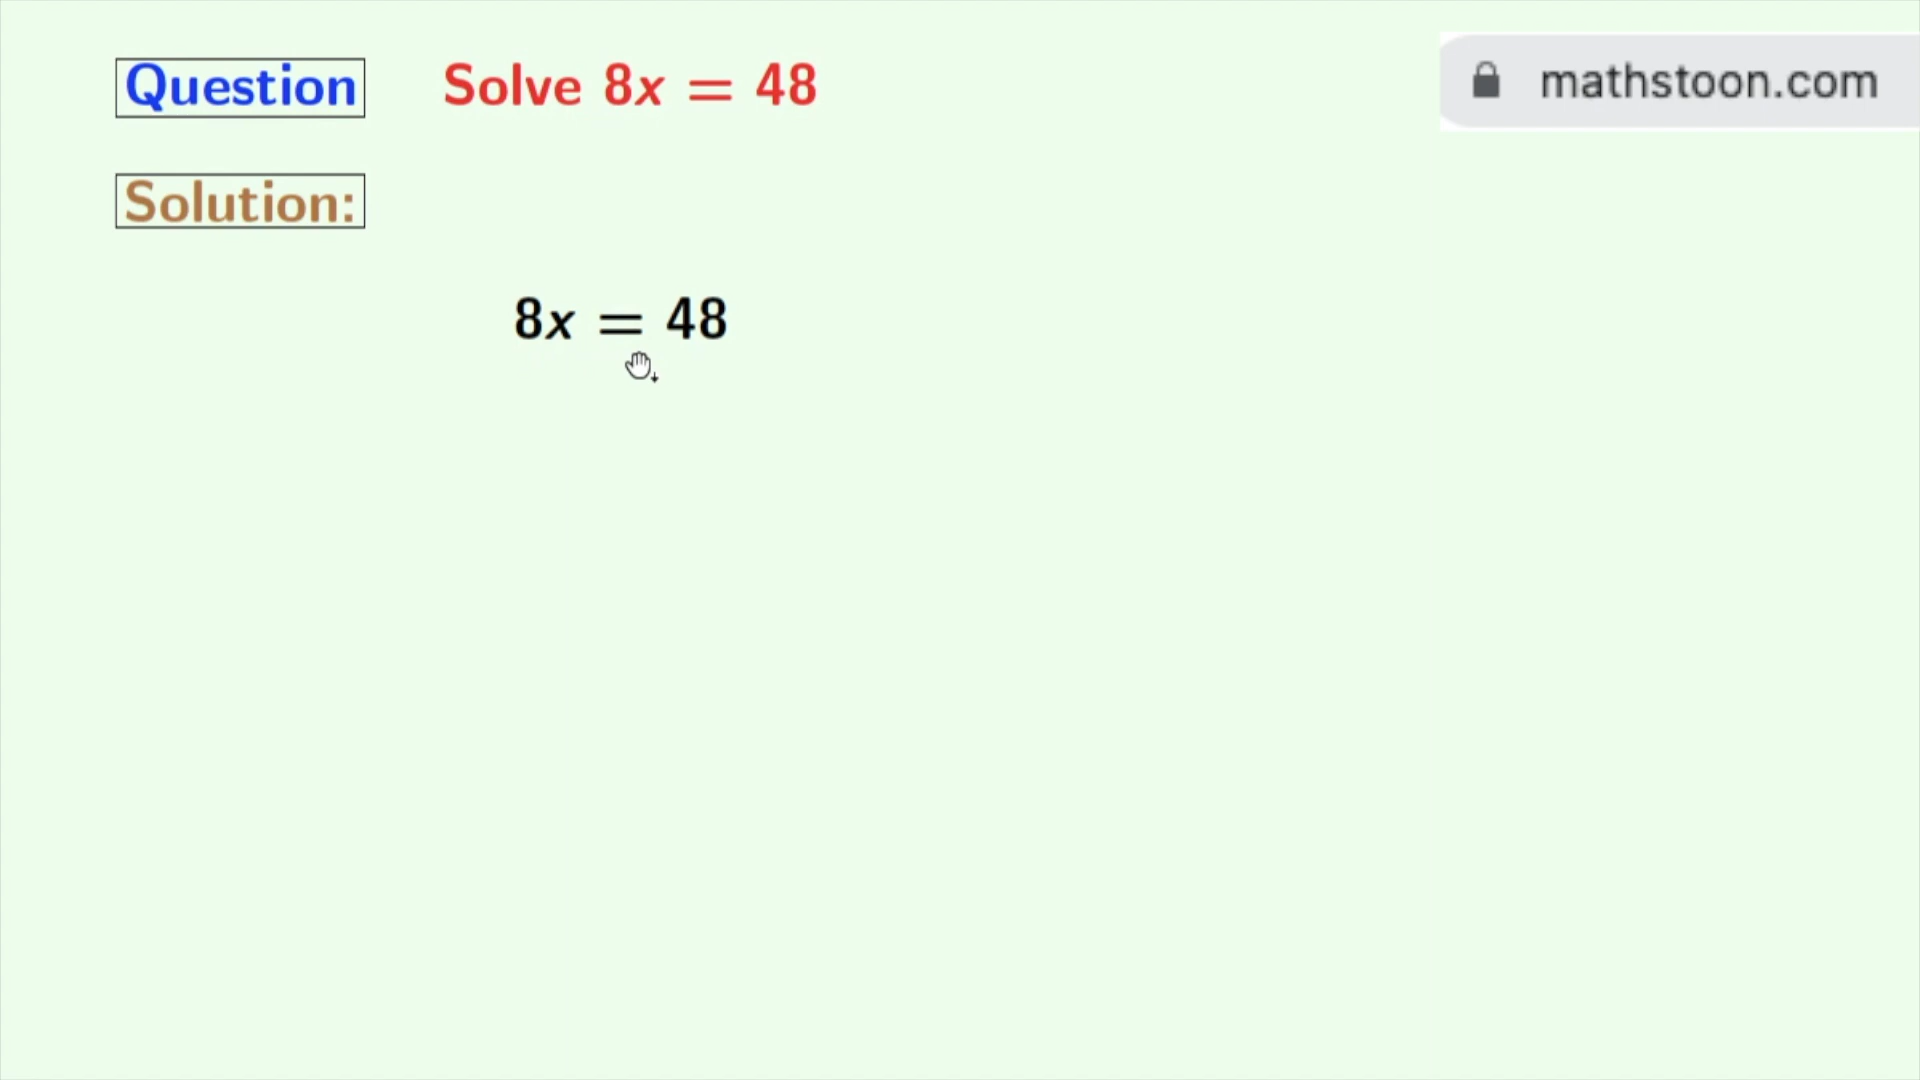 Question Solve 8x = 48
mathstoon.com
Solution:
8x = 48